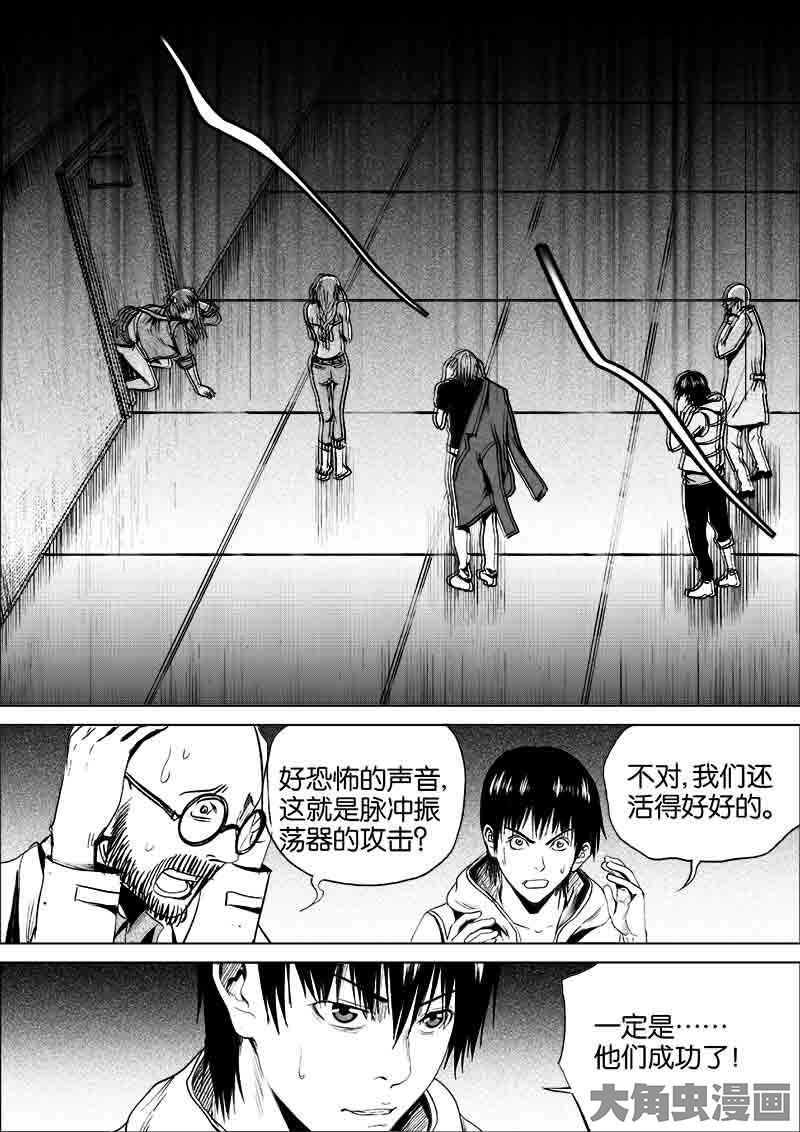 好恐怖的声音，
这就是脉冲振
荡器的攻击？
不对，我们还
活得好好的。
一定是……
他们成功了！
大角虫漫画